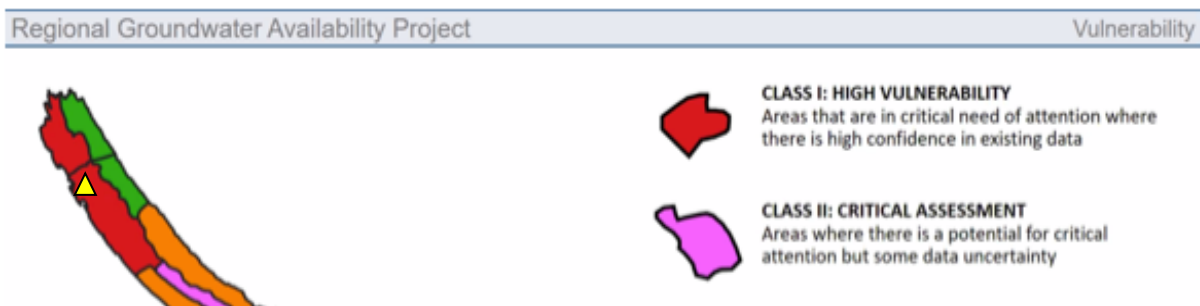 Regional Groundwater Availability Project
Vulnerability
CLASS I: HIGH VULNERABILITY
Areas that are in critical need of attention where
there is high confidence in existing data
CLASS II: CRITICAL ASSESSMENT
Areas where there is a potential for critical
attention but some data uncertainty